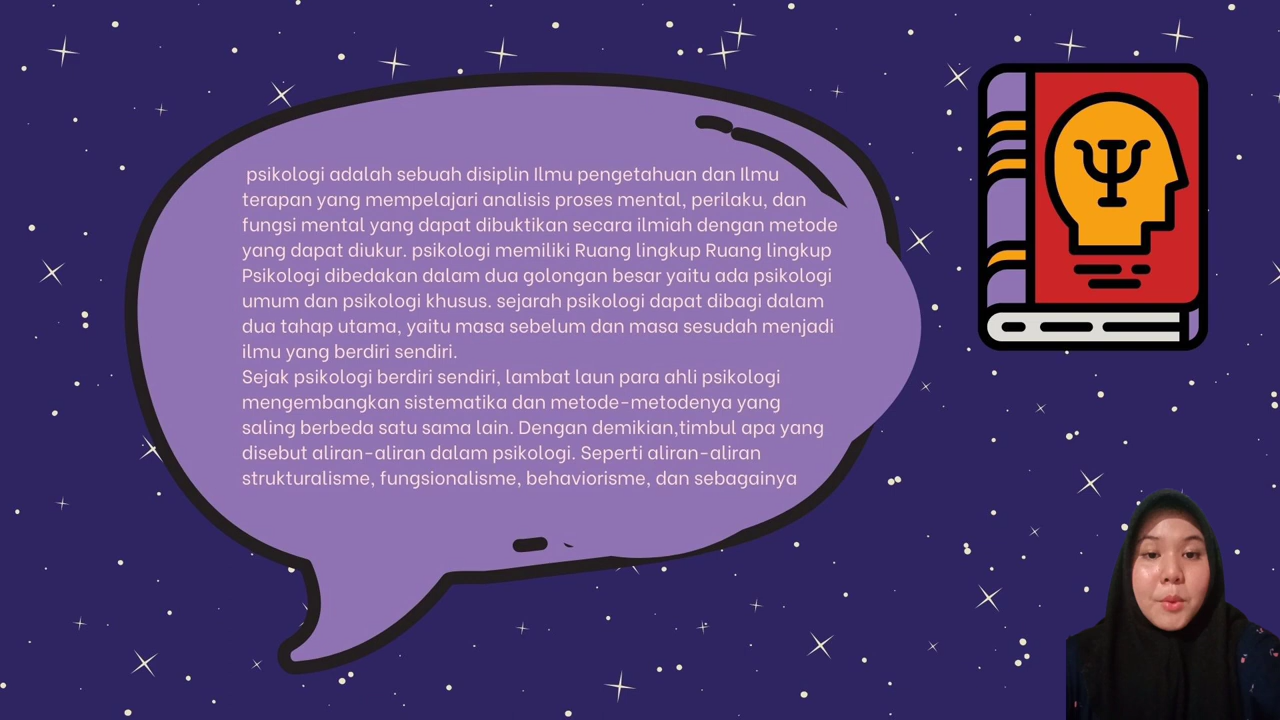 psikologi adalah sebuah disiplin Ilmu pengetahuan dan Ilmu
terapan yang mempelajari analisis proses mental, perilaku, dan
fungsi mental yang dapat dibuktikan secara ilmiah dengan metode
yang dapat diukur. psikologi memiliki Ruang lingkup Ruang lingkup
Psikologi dibedakan dalam dua golongan besar yaitu ada psikologi
umum dan psikologi khusus. sejarah psikologi dapat dibagi dalam
dua tahap utama, yaitu masa sebelum dan masa sesudah menjadi
ilmu yang berdiri sendiri.
Sejak psikologi berdiri sendiri, lambat laun para ahli psikologi
mengembangkan sistematika dan metode-metodenya yang
saling berbeda satu sama lain. Dengan demikian,timbul apa yang
disebut aliran-aliran dalam psikologi. Seperti aliran-aliran
strukturalisme, fungsionalisme, behaviorisme, dan sebagainya